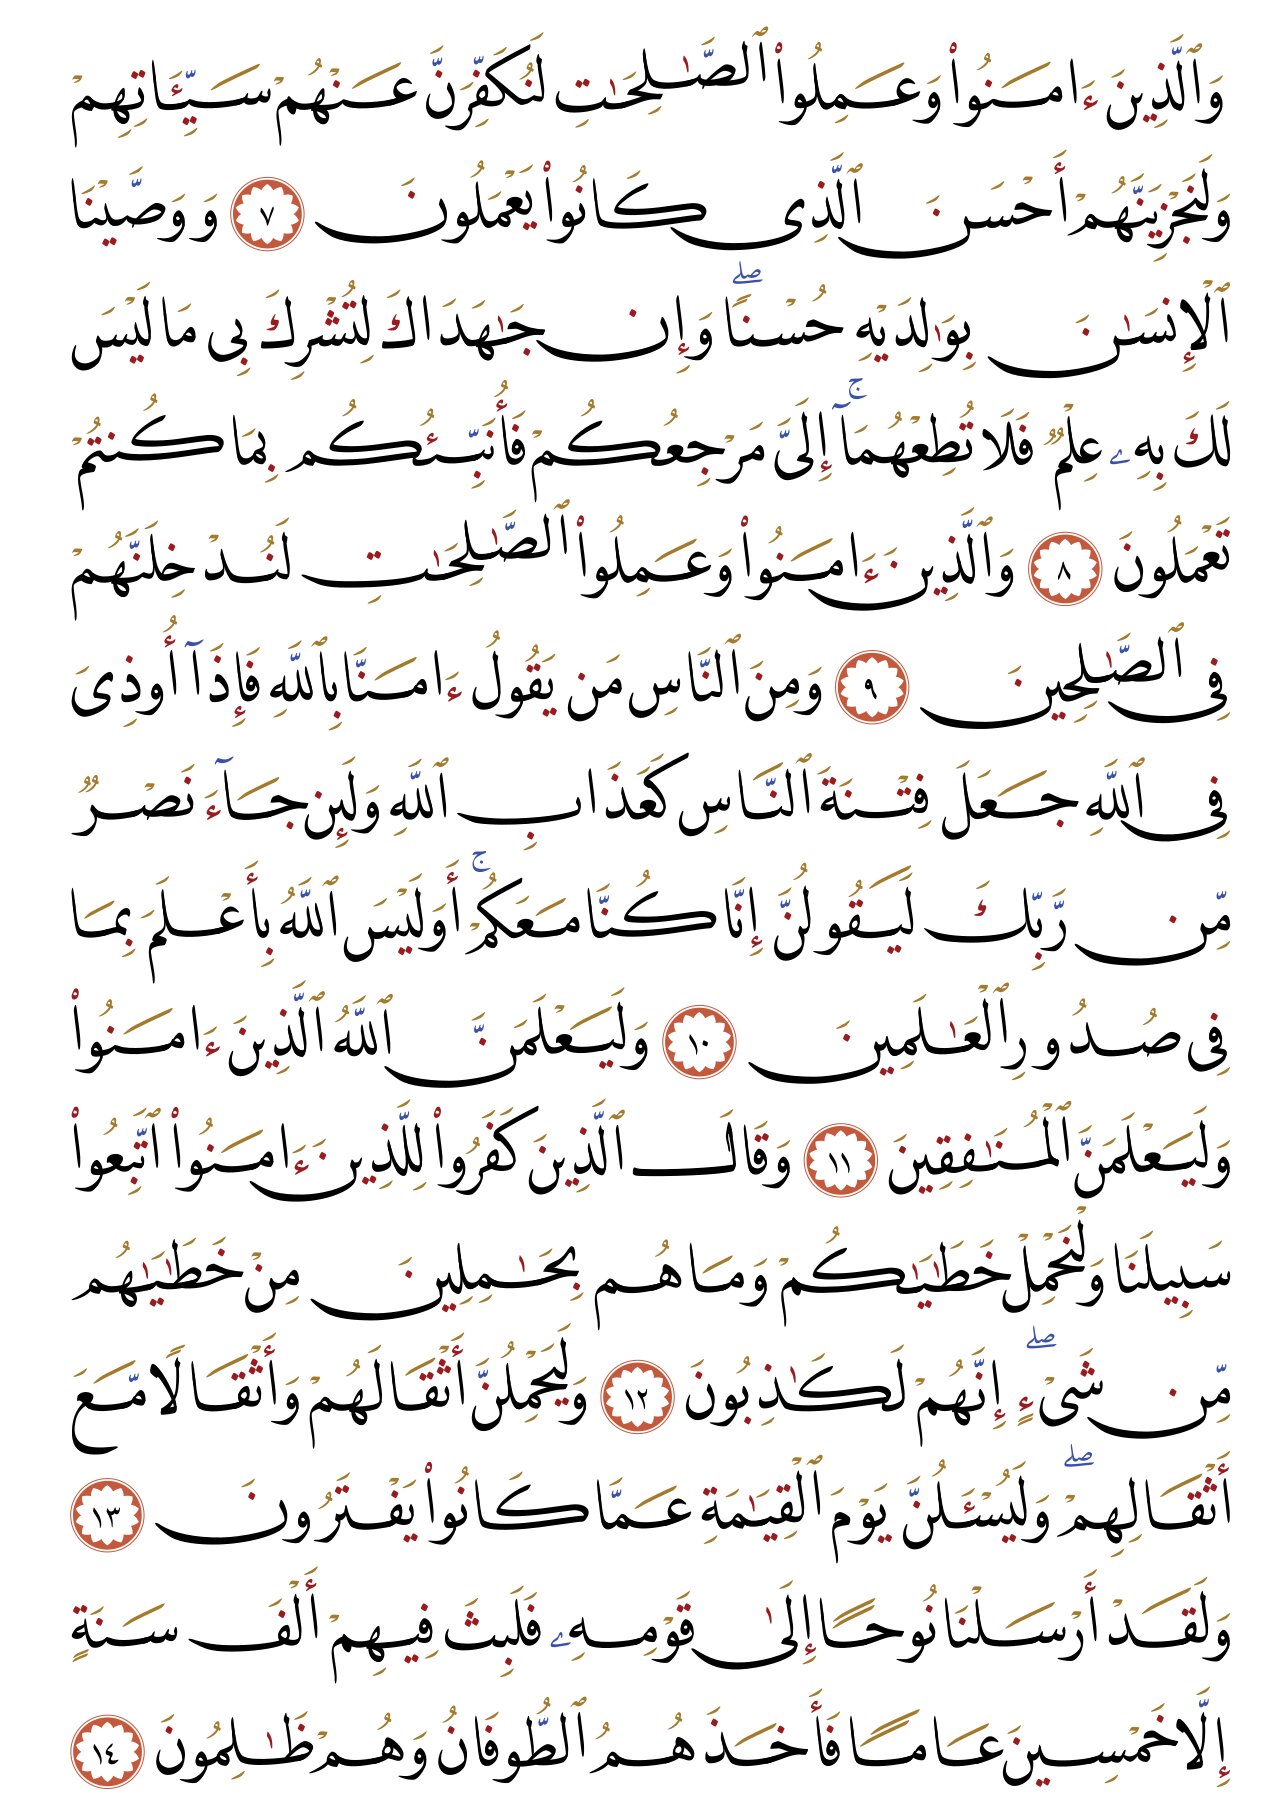 وَٱلَّذِينَ ءَامَنُوا۟ وَعَمِلُوا۟ ٱلصَّـٰلِحَـٰتِ لَنُكَفِّرَنَّ عَنْهُمْ سَيِّـَٔاتِهِمْ
وَلَنَجْزِيَنَّهُمْ أَحْسَنَ ٱلَّذِى كَانُوا۟ يَعْمَلُونَ ٧ وَوَصَّيْنَا
ٱلْإِنسَـٰنَ بِوَٰلِدَيْهِ حُسْنًا ۖ وَإِن جَـٰهَدَاكَ لِتُشْرِكَ بِى مَا لَيْسَ
لَكَ بِهِۦ عِلْمٌ فَلَا تُطِعْهُمَآ ۚ إِلَىَّ مَرْجِعُكُمْ فَأُنَبِّئُكُم بِمَا كُنتُمْ
تَعْمَلُونَ ٨ وَٱلَّذِينَ ءَامَنُوا۟ وَعَمِلُوا۟ ٱلصَّـٰلِحَـٰتِ لَنُدْخِلَنَّهُمْ
فِى ٱلصَّـٰلِحِينَ ٩ وَمِنَ ٱلنَّاسِ مَن يَقُولُ ءَامَنَّا بِٱللَّهِ فَإِذَآ أُوذِىَ
فِى ٱللَّهِ جَعَلَ فِتْنَةَ ٱلنَّاسِ كَعَذَابِ ٱللَّهِ وَلَئِن جَآءَ نَصْرٌ
مِّن رَّبِّكَ لَيَقُولُنَّ إِنَّا كُنَّا مَعَكُمْ ۚ أَوَلَيْسَ ٱللَّهُ بِأَعْلَمَ بِمَا
فِى صُدُورِ ٱلْعَـٰلَمِينَ ١٠ وَلَيَعْلَمَنَّ ٱللَّهُ ٱلَّذِينَ ءَامَنُوا۟
وَلَيَعْلَمَنَّ ٱلْمُنَـٰفِقِينَ ١١ وَقَالَ ٱلَّذِينَ كَفَرُوا۟ لِلَّذِينَ ءَامَنُوا۟ ٱتَّبِعُوا۟
سَبِيلَنَا وَلْنَحْمِلْ خَطَـٰيَـٰكُمْ وَمَا هُم بِحَـٰمِلِينَ مِنْ خَطَـٰيَـٰهُم
مِّن شَىْءٍ ۖ إِنَّهُمْ لَكَـٰذِبُونَ ١٢ وَلَيَحْمِلُنَّ أَثْقَالَهُمْ وَأَثْقَالًا مَّعَ
أَثْقَالِهِمْ ۖ وَلَيُسْـَٔلُنَّ يَوْمَ ٱلْقِيَـٰمَةِ عَمَّا كَانُوا۟ يَفْتَرُونَ ١٣
وَلَقَدْ أَرْسَلْنَا نُوحًا إِلَىٰ قَوْمِهِۦ فَلَبِثَ فِيهِمْ أَلْفَ سَنَةٍ
إِلَّا خَمْسِينَ عَامًا فَأَخَذَهُمُ ٱلطُّوفَانُ وَهُمْ ظَـٰلِمُونَ ١٤